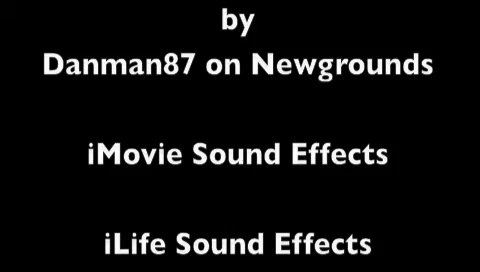 by
Danman87 on Newgrounds
iMovie Sound Effects
iLife Sound Effects